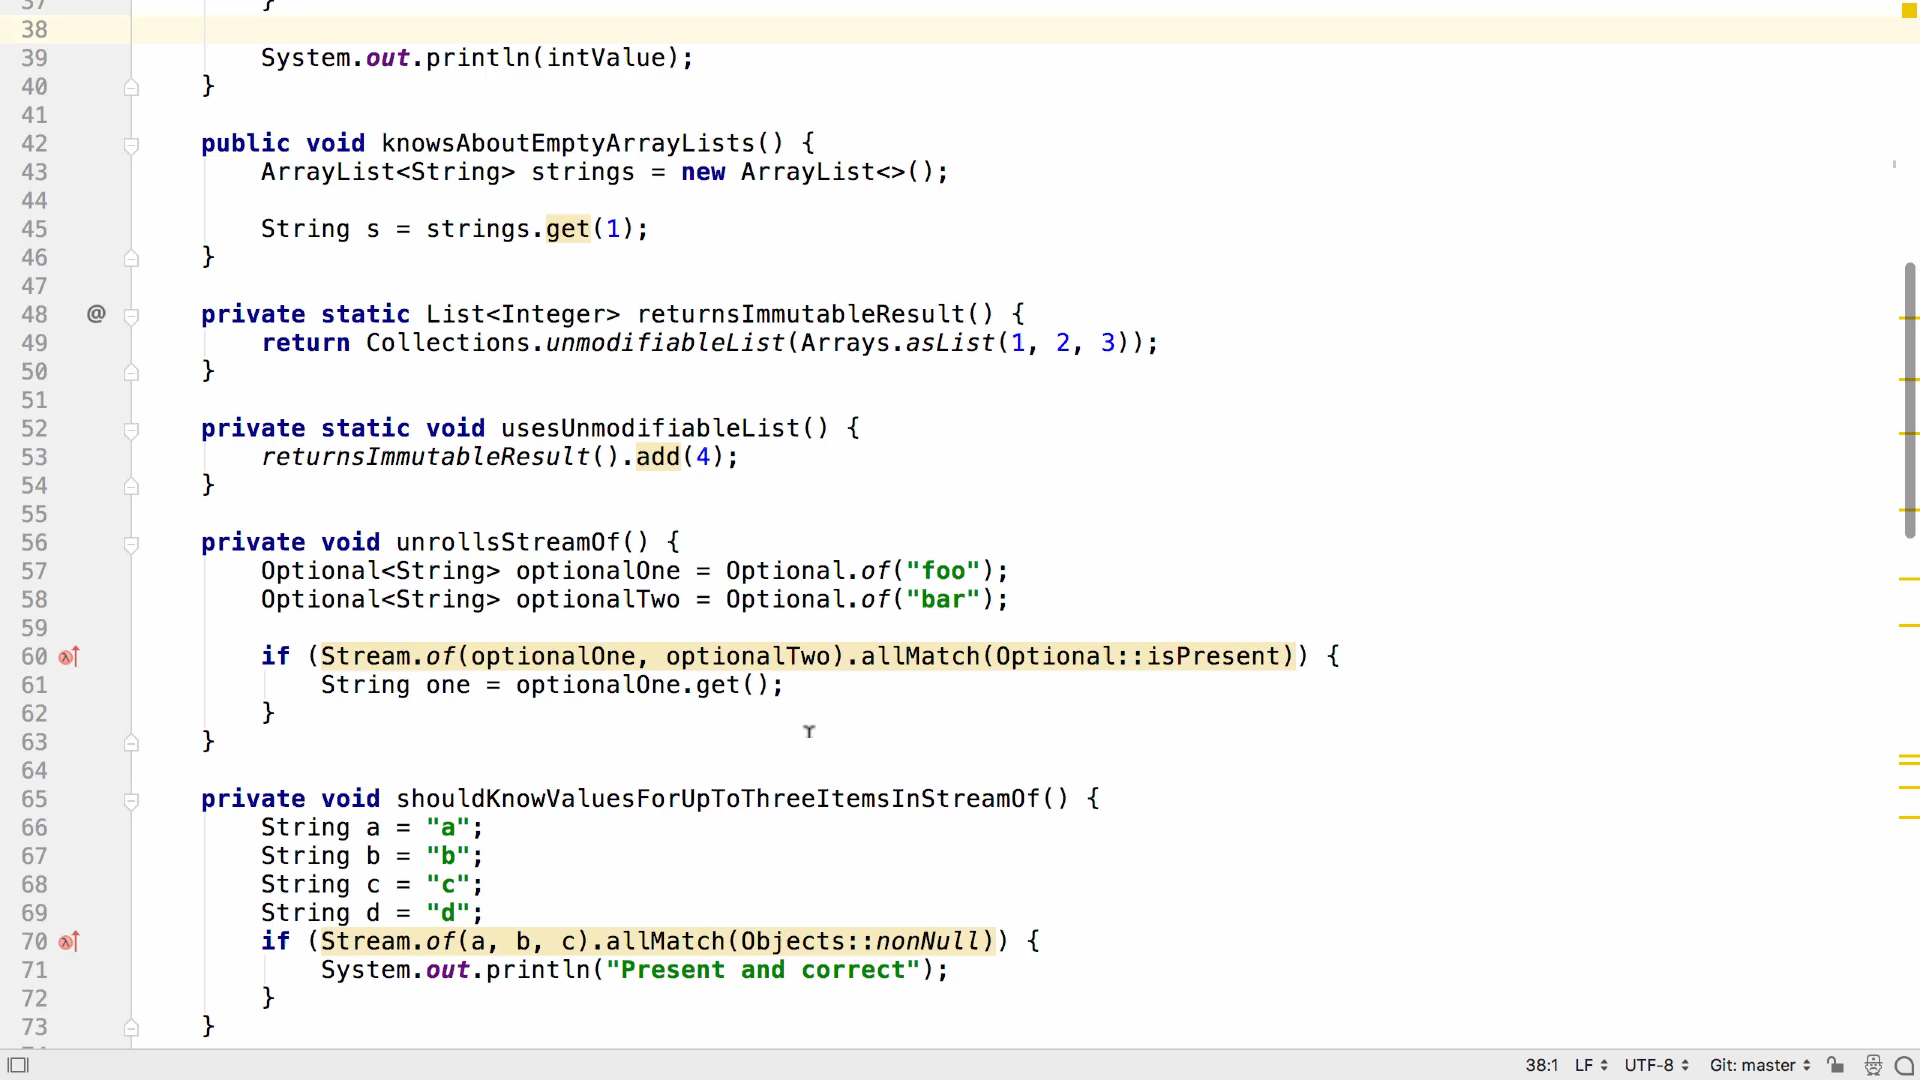 37 }
38
39 System.out.println(intValue);
40 }
41
42 public void knowsAboutEmptyArrayLists() {
43 ArrayList<String> strings = new ArrayList<>();
44
45 String s = strings.get(1);
46 }
47
48 @ private static List<Integer> returnsImmutableResult() {
49 return Collections.unmodifiableList(Arrays.asList(1, 2, 3));
50 }
51
52 private static void usesUnmodifiableList() {
53 returnsImmutableResult().add(4);
54 }
55
56 private void unrollsStreamOf() {
57 Optional<String> optionalOne = Optional.of("foo");
58 Optional<String> optionalTwo = Optional.of("bar");
59
60 if (Stream.of(optionalOne, optionalTwo).allMatch(Optional::isPresent)) {
61 String one = optionalOne.get();
62 }
63 }
64
65 private void shouldKnowValuesForUpToThreeItemsInStreamOf() {
66 String a = "a";
67 String b = "b";
68 String c = "c";
69 String d = "d";
70 if (Stream.of(a, b, c).allMatch(Objects::nonNull)) {
71 System.out.println("Present and correct");
72 }
73 }
38:1 LF UTF-8 Git: master